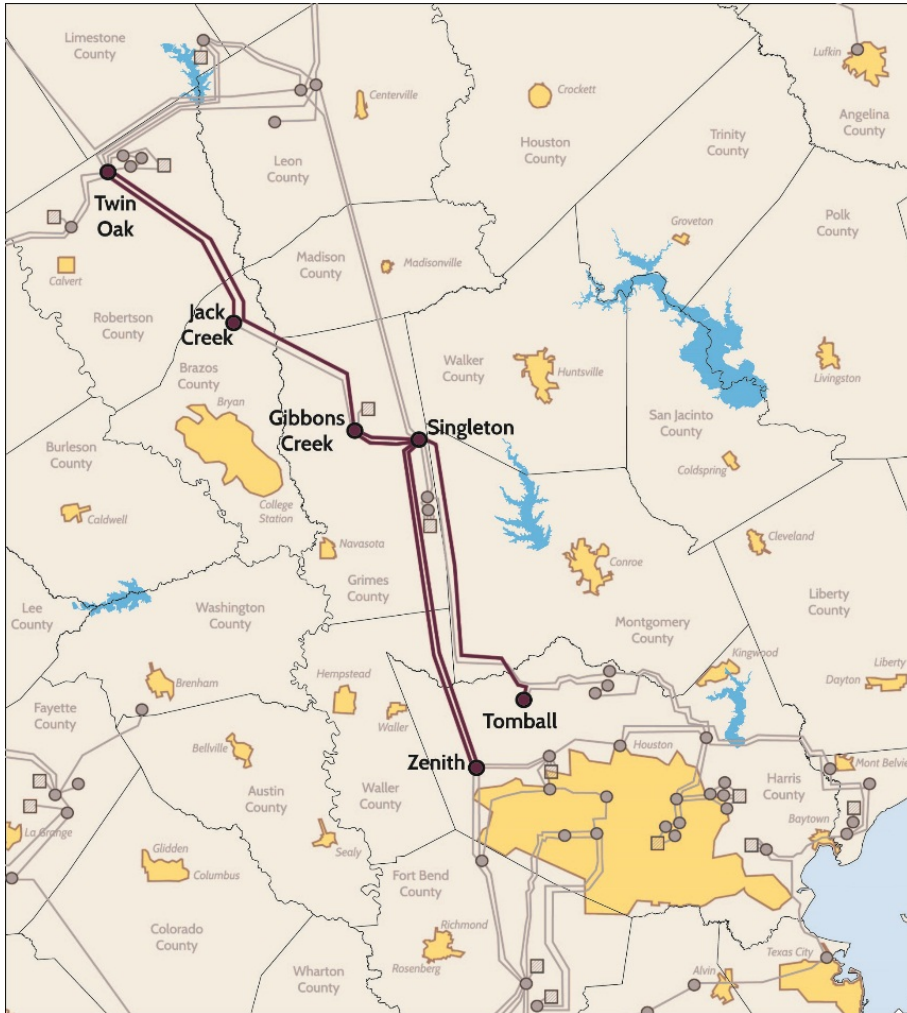 Limestone
County
Lufkin
Centerville
Crockett
Angelina
County
Houston
County
Trinity
County
Leon
County
Twin
Oak
Polk
County
Groveton
Madison
County
Madisonville
Calvert
Robertson
County
Jack
Creek
Brazos
County
Walker
County
Huntsville
Livingston
Bryan
Gibbons
Creek
Singleton
San Jacinto
County
Burleson
County
Coldspring
College
Station
Caldwell
Navasota
Cleveland
Conroe
Grimes
County
Lee
County
Washington
County
Liberty
County
Montgomery
County
Kingwood
Hempstead
Liberty
Dayton
Brenham
Fayette
County
Waller
Tomball
Bellville
Houston
Zenith
Mont Belvie
Austin
County
Waller
County
Harris
County
Baytown
La Grange
Glidden
Sealy
Columbus
Fort Bend
County
Richmond
Colorado
County
Texas City
Rosenberg
Wharton
County
Alvin